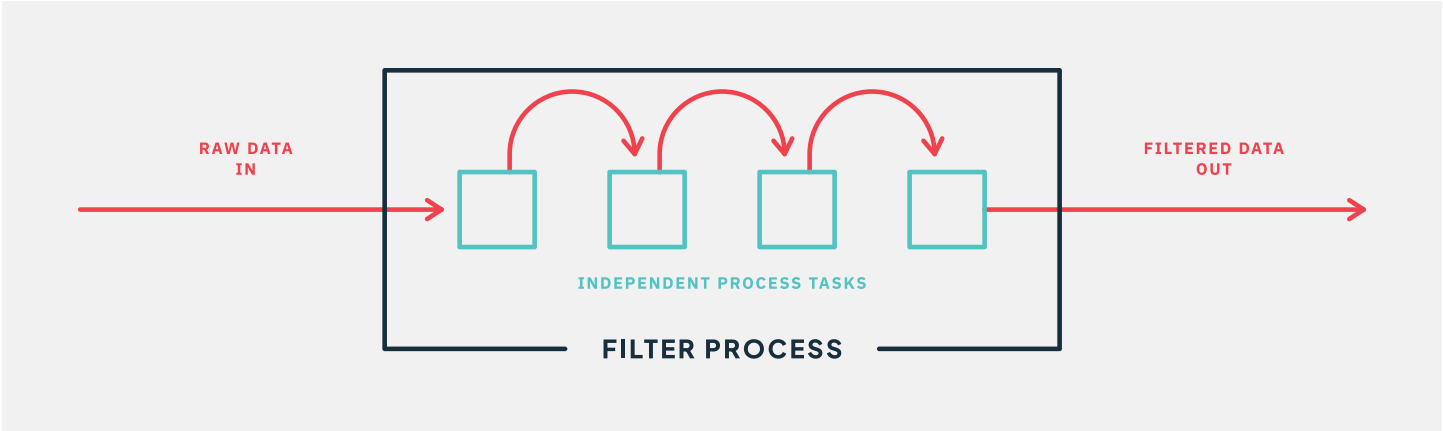 RAW DATA
IN
FILTERED DATA
OUT
INDEPENDENT PROCESS TASKS
FILTER PROCESS